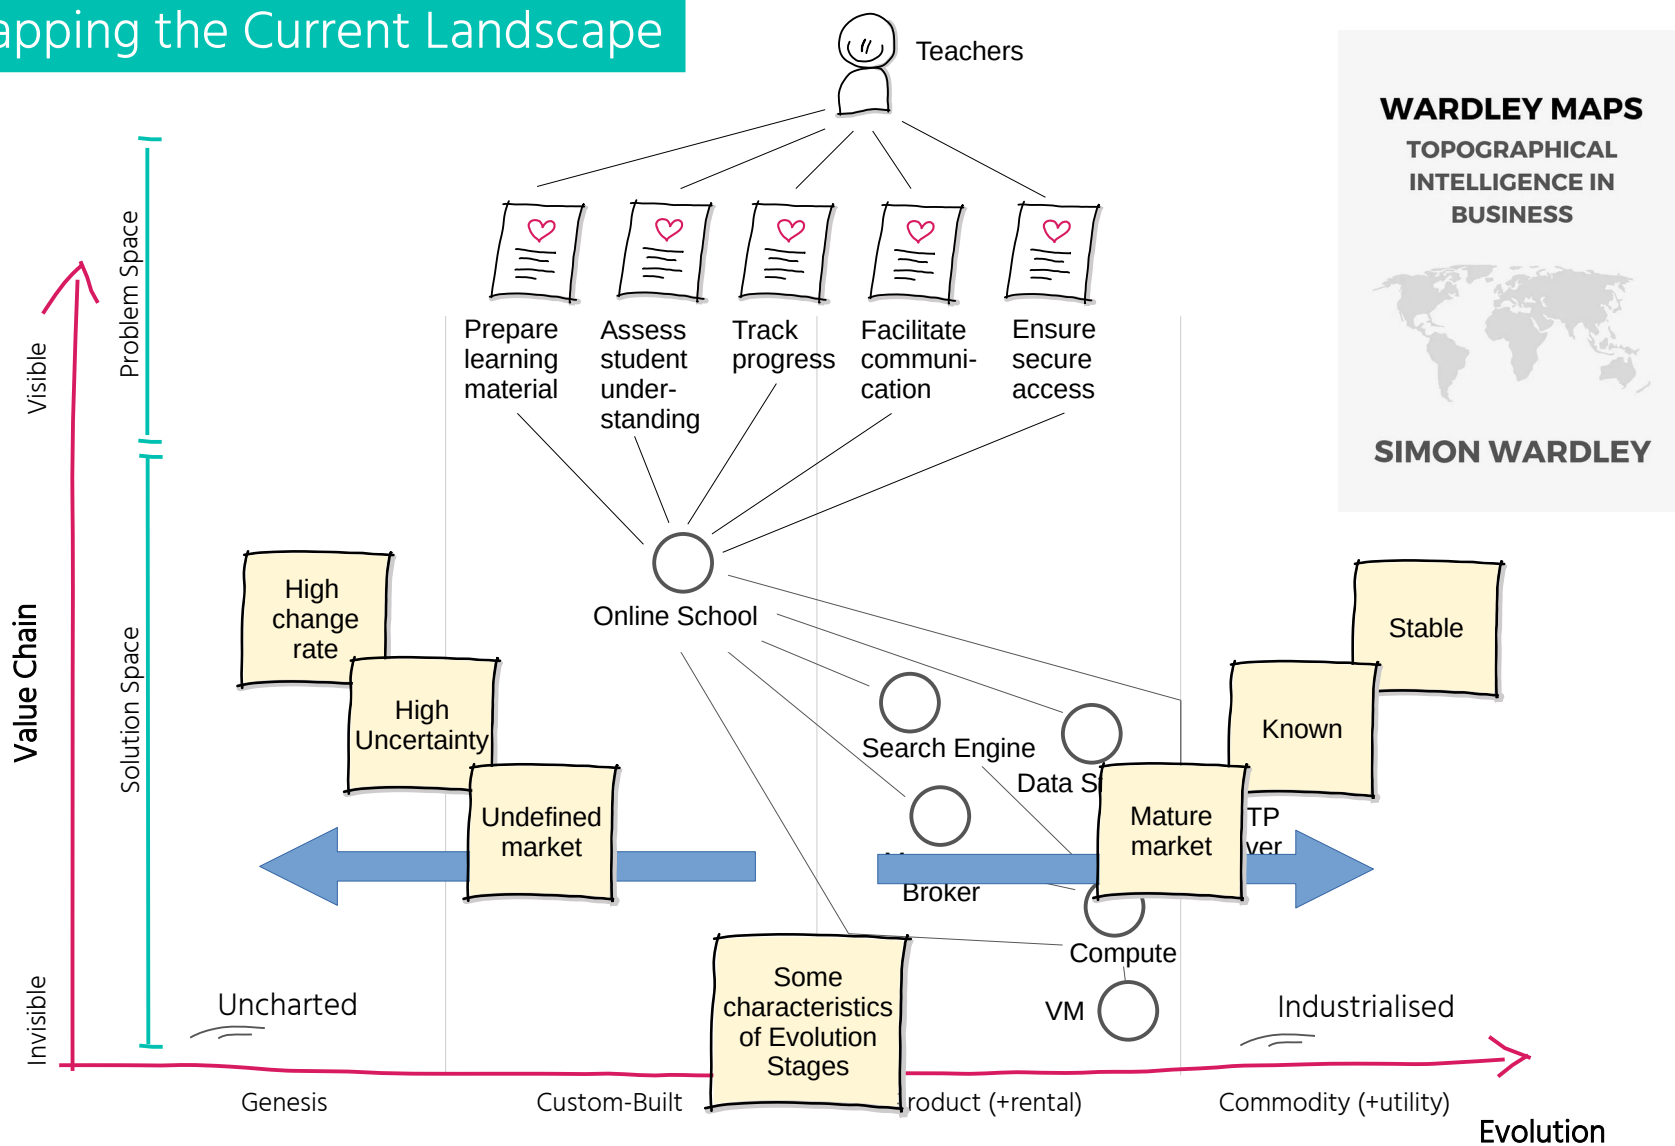 apping the Current Landscape
Teachers
WARDLEY MAPS
TOPOGRAPHICAL
INTELLIGENCE IN
BUSINESS
SIMON WARDLEY
Problem Space
Visible
Prepare
learning
material
Assess
student
under-
standing
Track
progress
Facilitate
communi-
cation
Ensure
secure
access
Online School
High
change
rate
High
Uncertainty
Undefined
market
Stable
Known
Mature
market
Value Chain
Solution Space
Search Engine
Data S
TP
ver
Broker
Compute
VM
Some
characteristics
of Evolution
Stages
Invisible
Uncharted
Industrialised
Genesis
Custom-Built
roduct (+rental)
Commodity (+utility)
Evolution